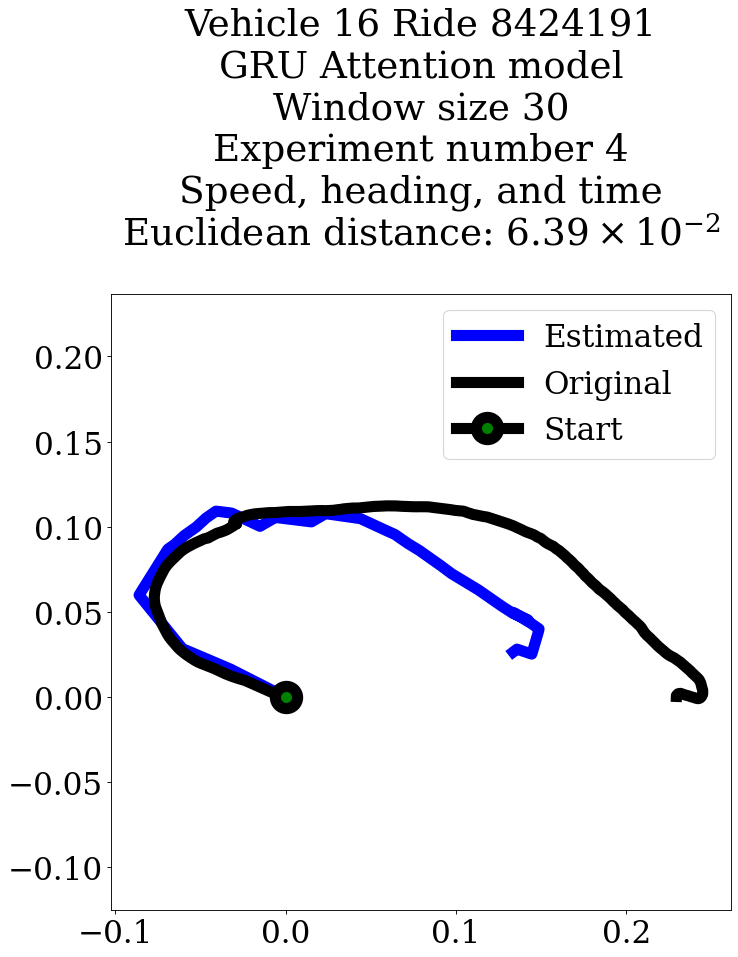 Vehicle 16 Ride 8424191
GRU Attention model
Window size 30
Experiment number 4
Speed, heading, and time
Euclidean distance: 6.39 × 10⁻²
Estimated
Original
Start
0.20
0.15
0.10
0.05
0.00
−0.05
−0.10
−0.1 0.0 0.1 0.2